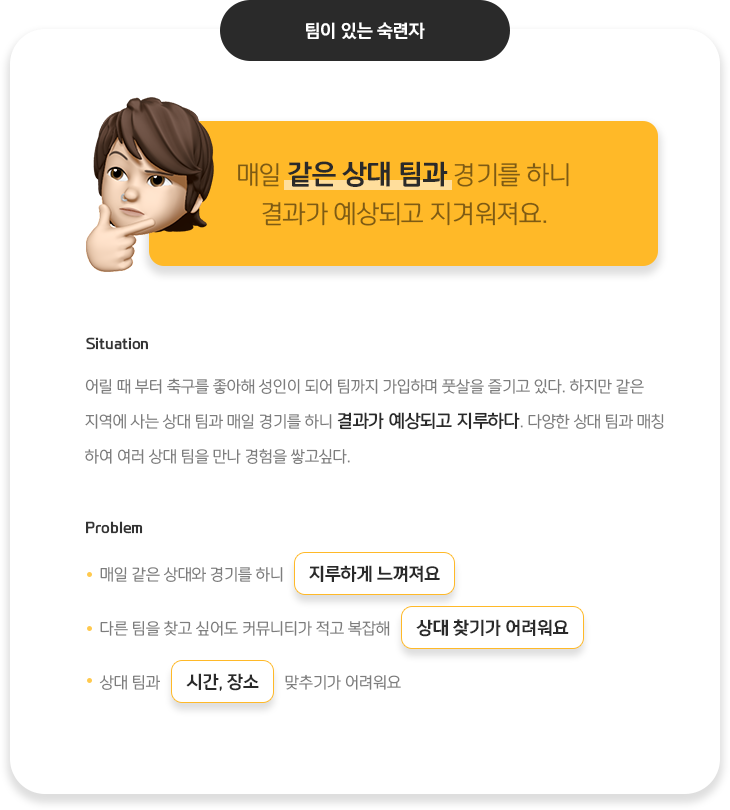 팀이 있는 숙련자
매일 같은 상대 팀과 경기를 하니
결과가 예상되고 지겨워져요.
Situation
어릴 때 부터 축구를 좋아해 성인이 되어 팀까지 가입하며 풋살을 즐기고 있다. 하지만 같은
지역에 사는 상대 팀과 매일 경기를 하니 결과가 예상되고 지루하다. 다양한 상대 팀과 매칭
하여 여러 상대 팀을 만나 경험을 쌓고싶다.
Problem
• 매일 같은 상대와 경기를 하니 지루하게 느껴져요
• 다른 팀을 찾고 싶어도 커뮤니티가 적고 복잡해 상대 찾기가 어려워요
• 상대 팀과 시간, 장소 맞추기가 어려워요